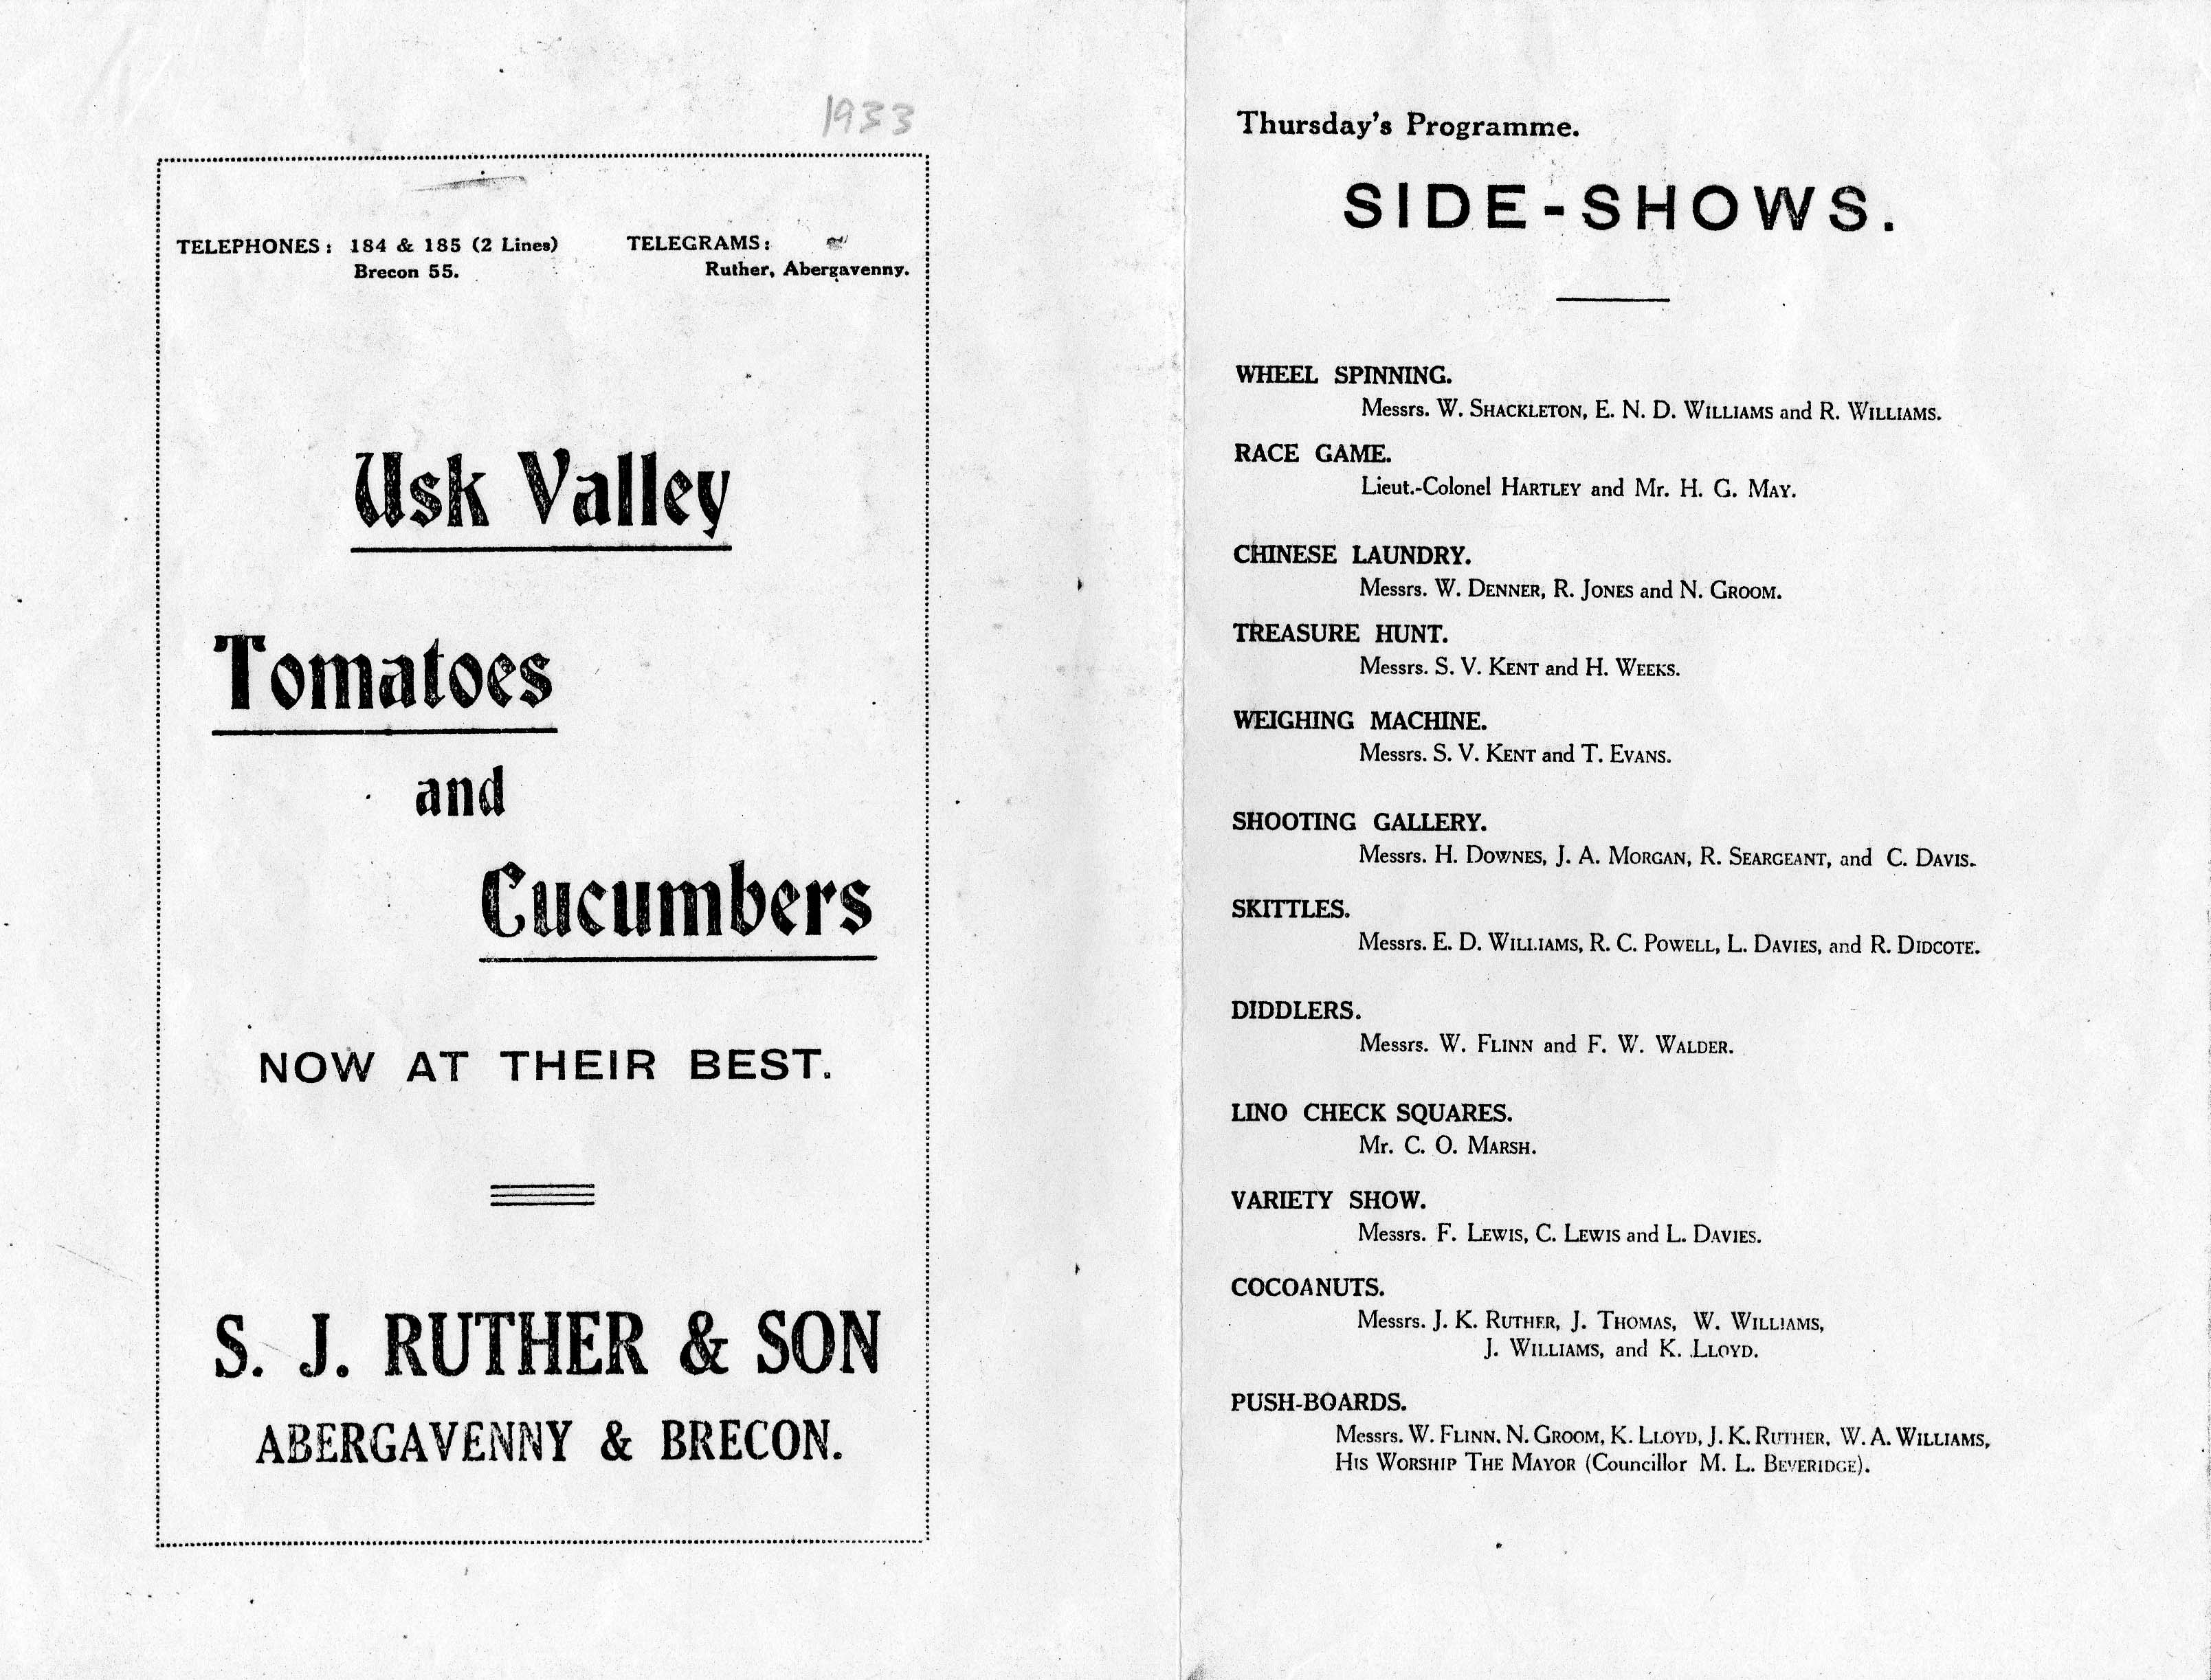 1933
TELEPHONES: 184 & 185 (2 Lines)
Brecon 55.
TELEGRAMS:
Ruther, Abergavenny.
Usk Valley
Tomatoes
and
Cucumbers
NOW AT THEIR BEST.
S. J. RUTHER & SON
ABERGAVENNY & BRECON.
Thursday's Programme.
SIDE-SHOWS.
WHEEL SPINNING.
Messrs. W. SHACKLETON, E. N. D. WILLIAMS and R. WILLIAMS.
RACE GAME.
Lieut.-Colonel HARTLEY and Mr. H. G. MAY.
CHINESE LAUNDRY.
Messrs. W. DENNER, R. JONES and N. GROOM.
TREASURE HUNT.
Messrs. S. V. KENT and H. WEEKS.
WEIGHING MACHINE.
Messrs. S. V. KENT and T. EVANS.
SHOOTING GALLERY.
Messrs. H. DOWNES, J. A. MORGAN, R. SEARGEANT, and C. DAVIS.
SKITTLES.
Messrs. E. D. WILLIAMS, R. C. POWELL, L. DAVIES, and R. DIDCOTE.
DIDDLERS.
Messrs. W. FLINN and F. W. WALDER.
LINO CHECK SQUARES.
Mr. C. O. MARSH.
VARIETY SHOW.
Messrs. F. LEWIS, C. LEWIS and L. DAVIES.
COCOANUTS.
Messrs. J. K. RUTHER, J. THOMAS, W. WILLIAMS,
J. WILLIAMS, and K. LLOYD.
PUSH-BOARDS.
Messrs. W. FLINN. N. GROOM, K. LLOYD, J. K. RUTHER, W. A. WILLIAMS,
HIS WORSHIP THE MAYOR (Councillor M. L. BEVERIDGE).